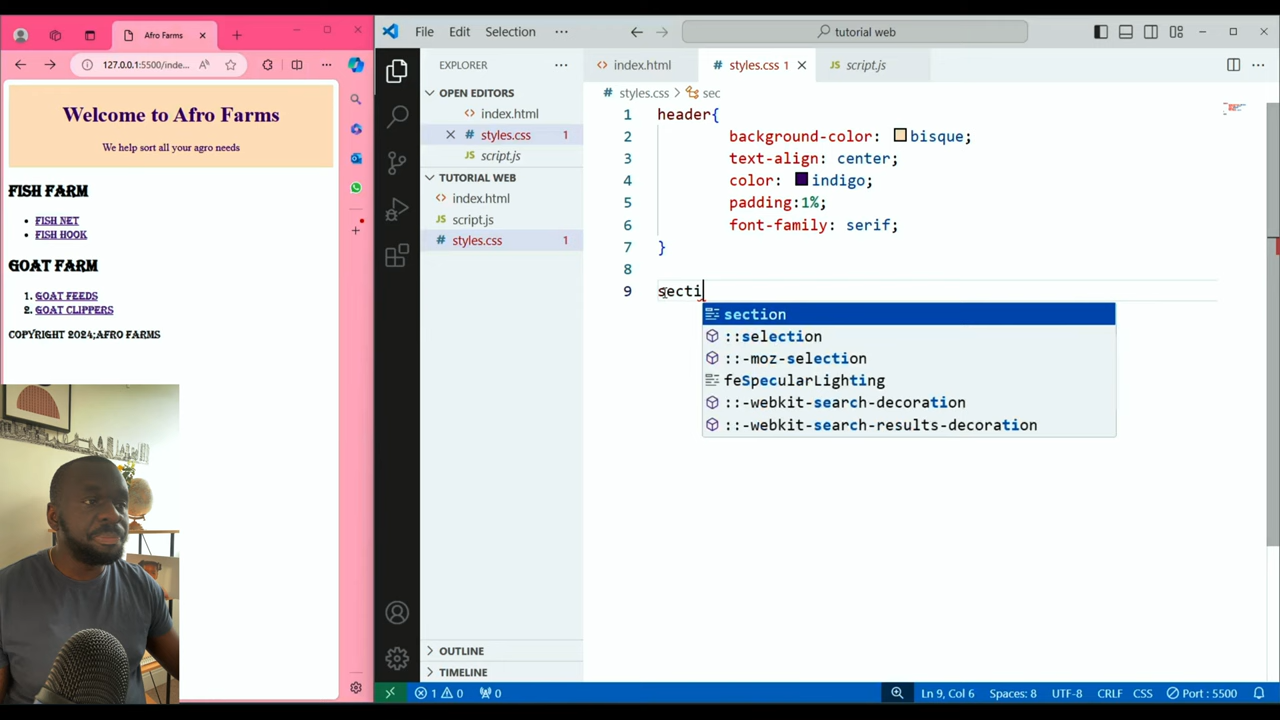 Afro Farms
127.0.0.1:5500/inde...
Welcome to Afro Farms
We help sort all your agro needs
FISH FARM
FISH NET
FISH HOOK
GOAT FARM
1. GOAT FEEDS
2. GOAT CLIPPERS
COPYRIGHT 2024;AFRO FARMS
File Edit Selection ...
tutorial web
EXPLORER
OPEN EDITORS
index.html
styles.css 1
script.js
TUTORIAL WEB
index.html
script.js
styles.css 1
OUTLINE
TIMELINE
index.html styles.css 1 script.js
styles.css > sec
1 header{
2 background-color: bisque;
3 text-align: center;
4 color: indigo;
5 padding:1%;
6 font-family: serif;
7 }
8
9 secti
section
::selection
::-moz-selection
feSpecularLighting
::-webkit-search-decoration
::-webkit-search-results-decoration
1 0 0 Ln 9, Col 6 Spaces: 8 UTF-8 CRLF CSS Port : 5500